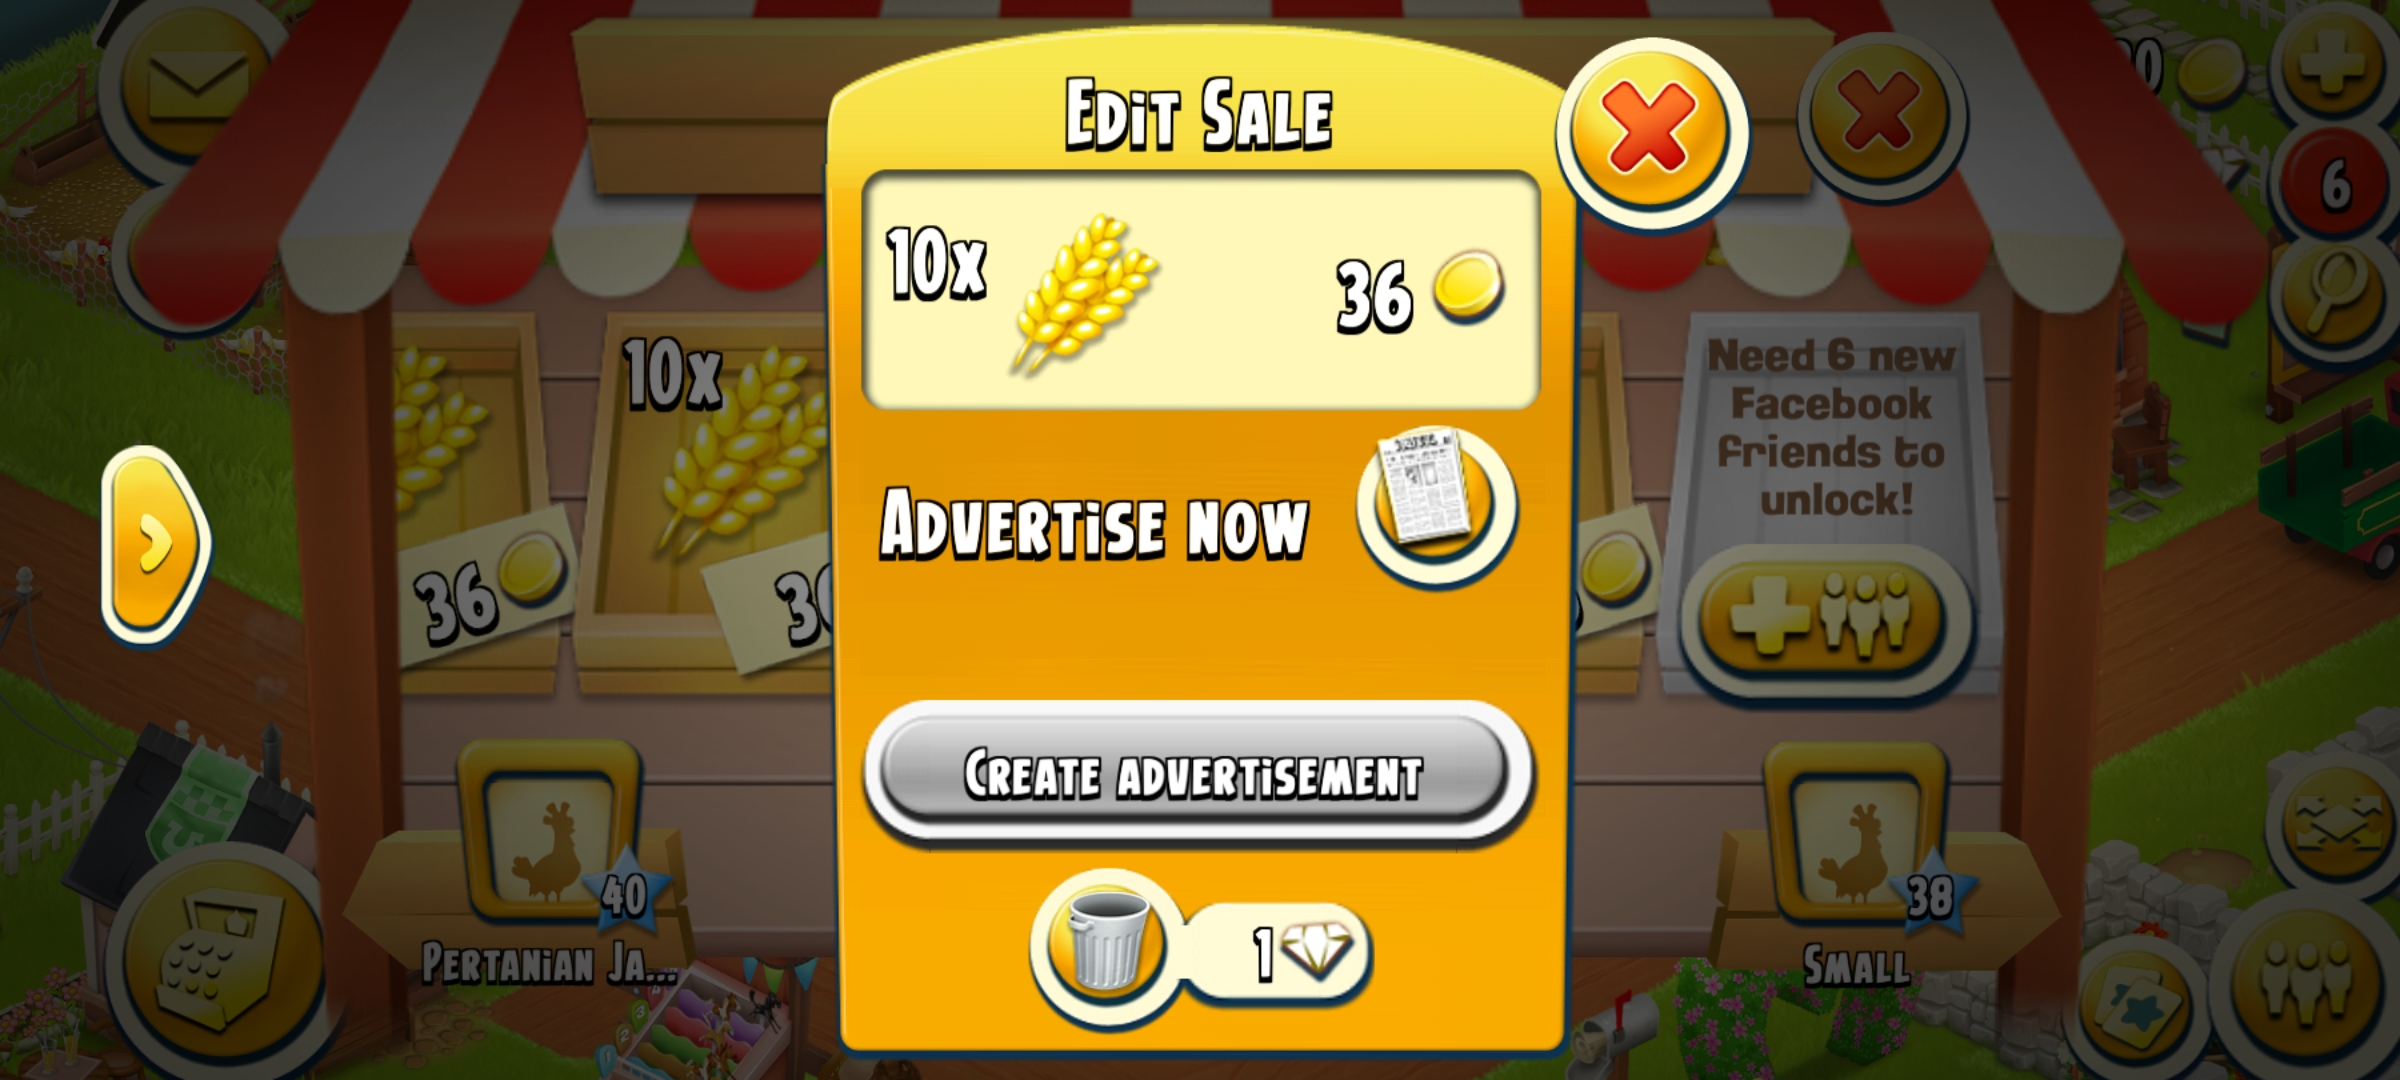 EDIT SALE
10x
36
ADVERTISE NOW
CREATE ADVERTISEMENT
1
10x
36
6
Need 6 new
Facebook
friends to
unlock!
40
PERTANIAN JA...
38
SMALL